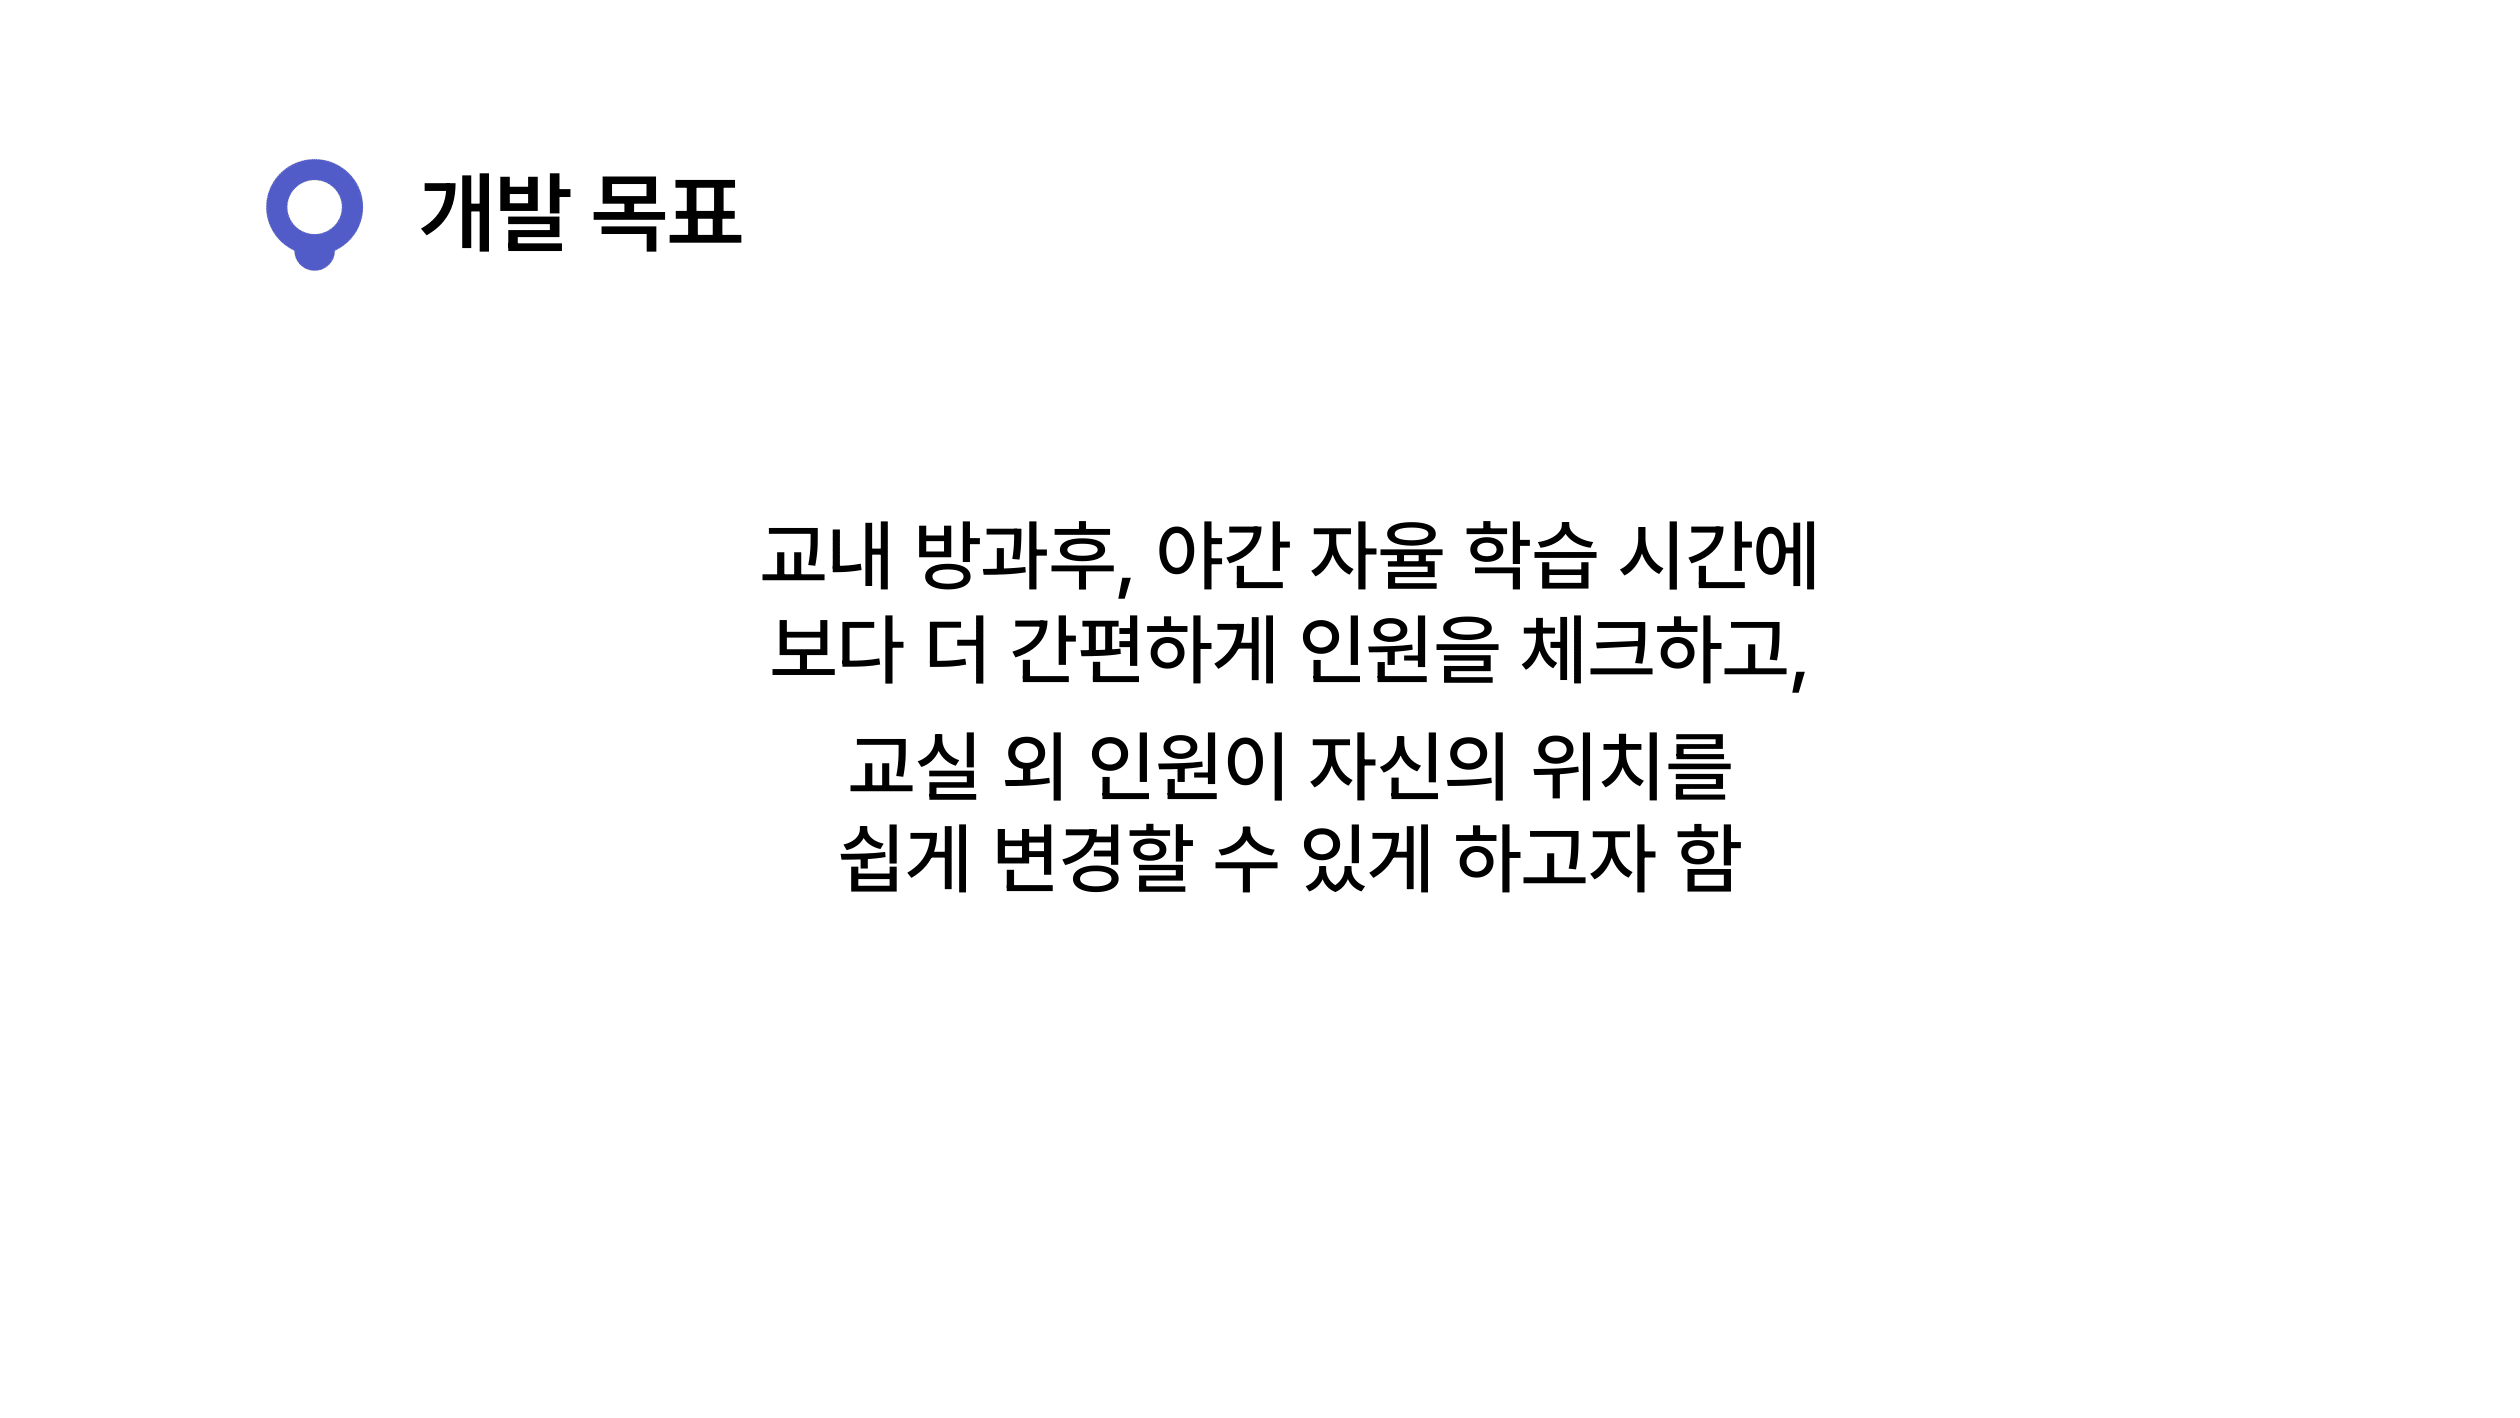 개발 목표
교내 방과후, 야간 자율학습 시간에
보다 더 간편하게 인원을 체크하고,
교실 외 인원이 자신의 위치를
쉽게 변경할 수 있게 하고자 함